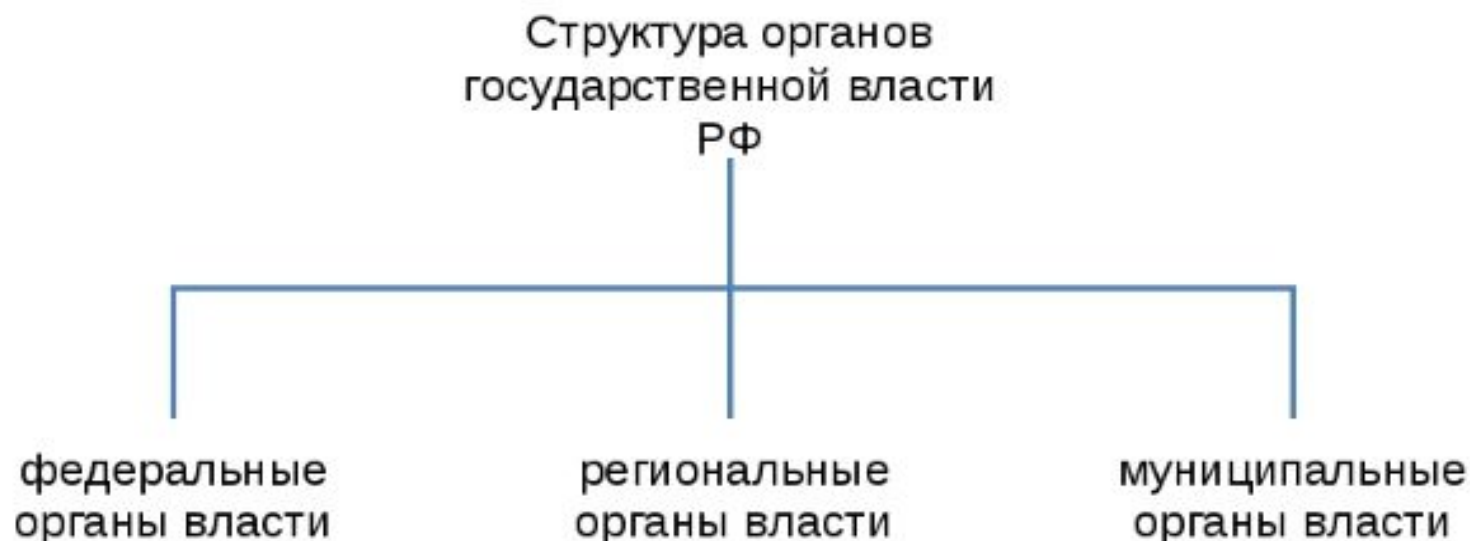 Структура органов
государственной власти
РФ
федеральные
органы власти
региональные
органы власти
муниципальные
органы власти